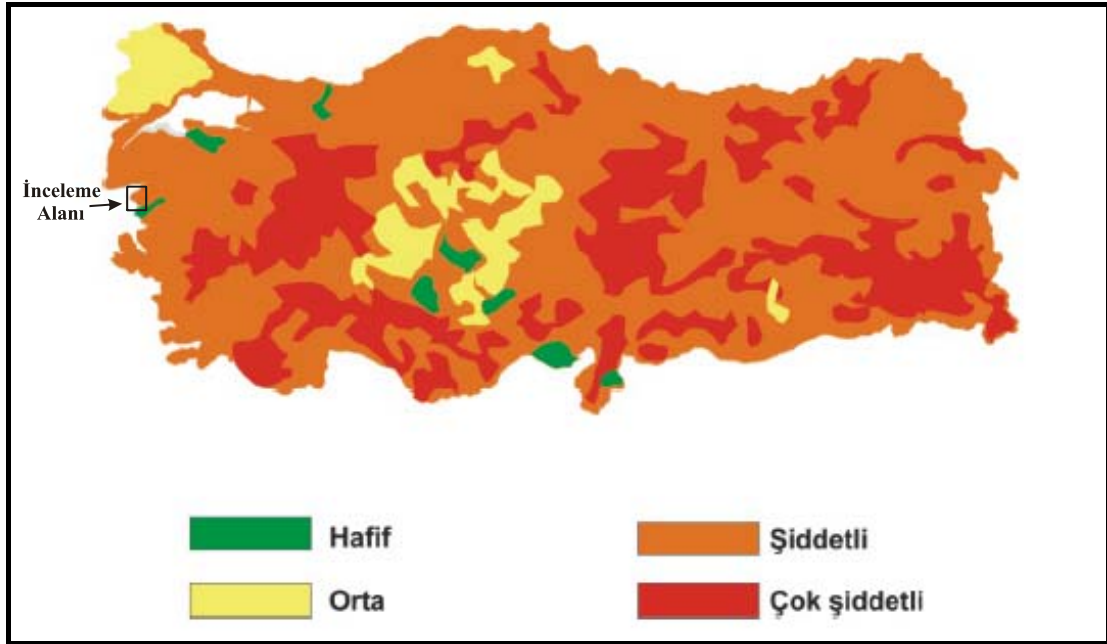 İnceleme
Alanı
Hafif
Şiddetli
Orta
Çok şiddetli